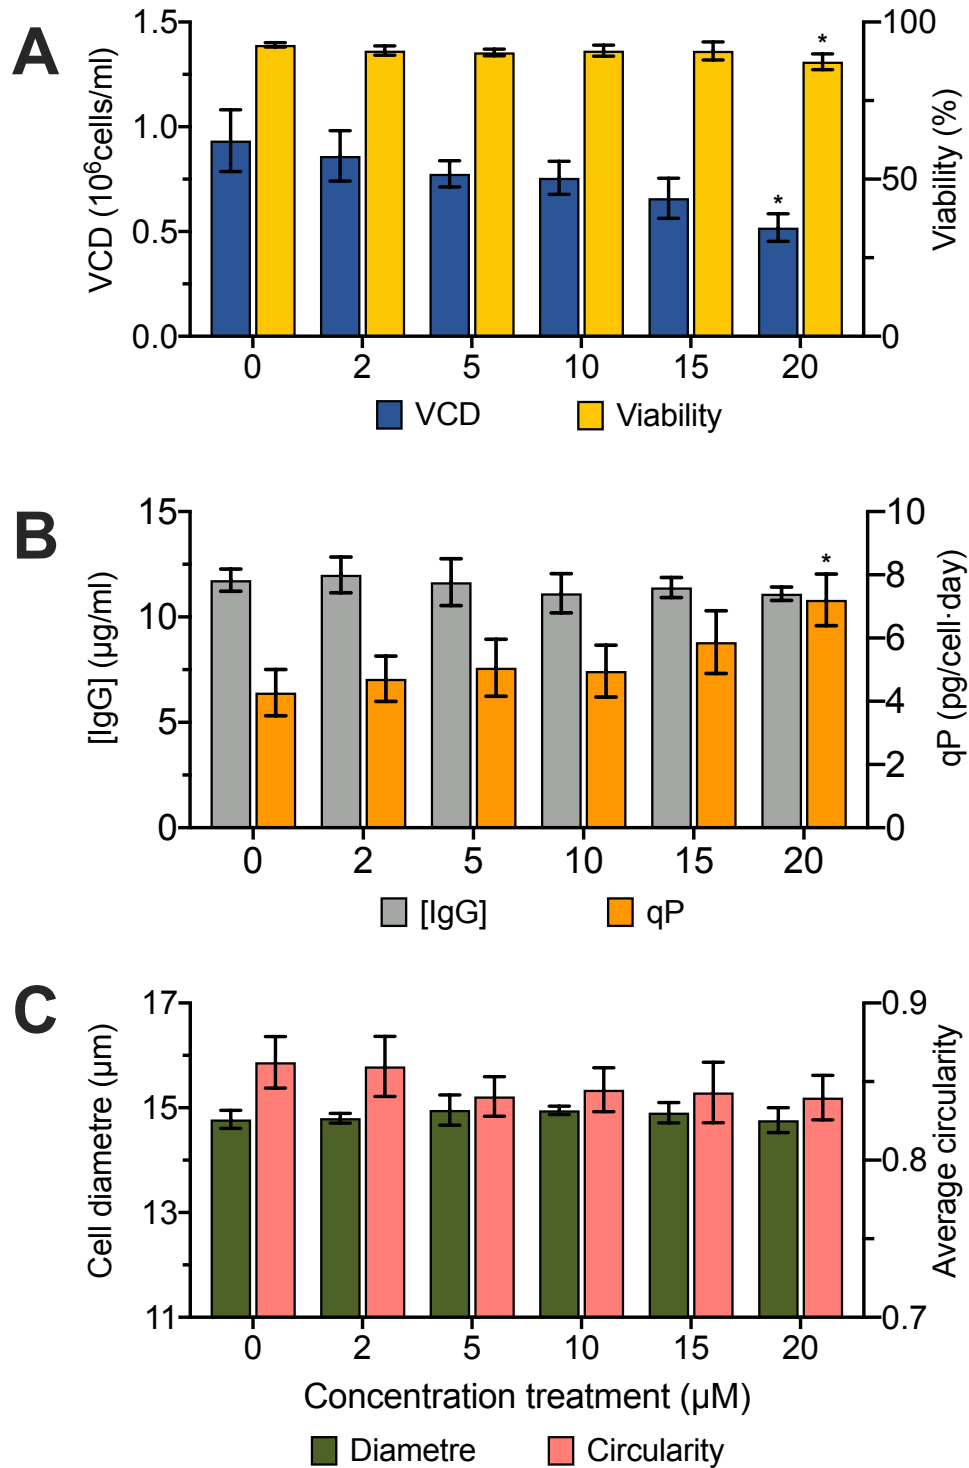 A
VCD (10⁶cells/ml)
1.5
1.0
0.5
0.0
* *
100
50
0
Viability (%)
0 2 5 10 15 20
VCD Viability
B
[IgG] (µg/ml)
15
10
5
0
*
10
8
6
4
2
0
qP (pg/cell·day)
0 2 5 10 15 20
[IgG] qP
C
Cell diametre (µm)
17
15
13
11
0.9
0.8
0.7
Average circularity
0 2 5 10 15 20
Concentration treatment (µM)
Diametre Circularity